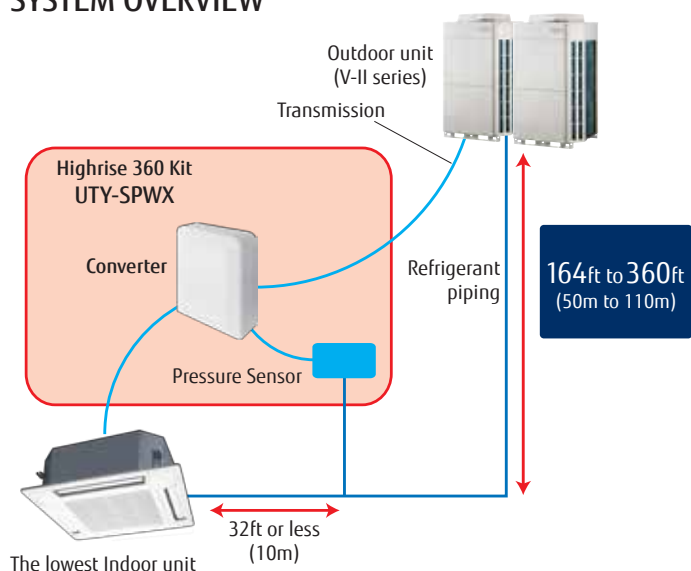 SYSTEM OVERVIEW
Outdoor unit
(V-II series)
Transmission
Highrise 360 Kit
UTY-SPWX
Converter
Refrigerant
piping
164ft to 360ft
(50m to 110m)
Pressure Sensor
32ft or less
(10m)
The lowest Indoor unit